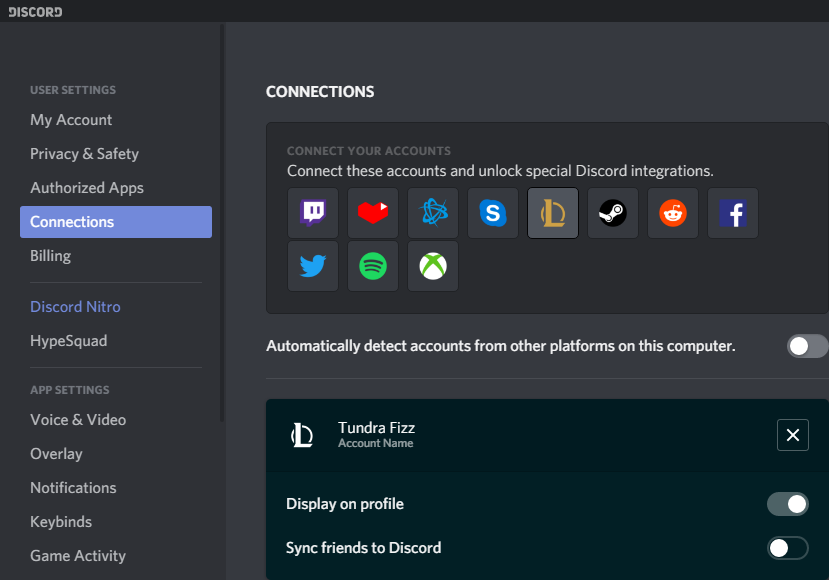 DISCORD
USER SETTINGS
My Account
Privacy & Safety
Authorized Apps
Connections
Billing
Discord Nitro
HypeSquad
APP SETTINGS
Voice & Video
Overlay
Notifications
Keybinds
Game Activity
CONNECTIONS
CONNECT YOUR ACCOUNTS
Connect these accounts and unlock special Discord integrations.
Automatically detect accounts from other platforms on this computer.
Tundra Fizz
Account Name
Display on profile
Sync friends to Discord